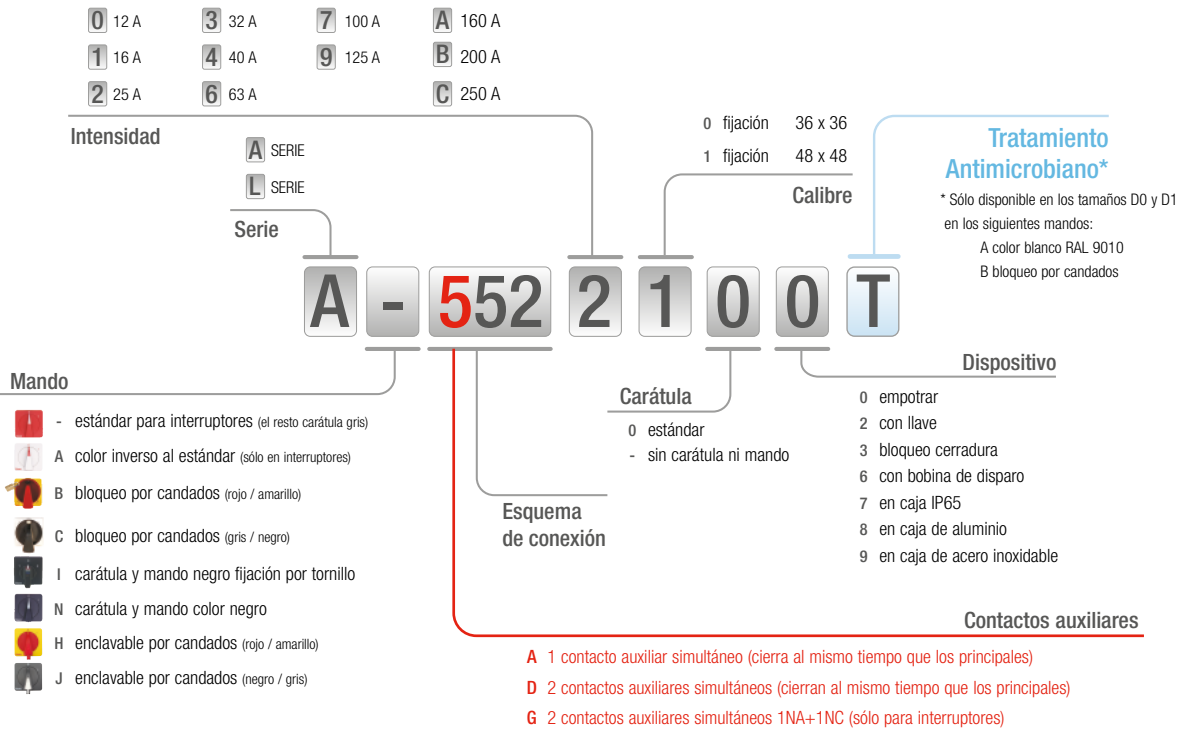 0 12 A 3 32 A 7 100 A A 160 A
1 16 A 4 40 A 9 125 A B 200 A
2 25 A 6 63 A C 250 A
Intensidad
A SERIE
L SERIE
Serie
0 fijación 36 x 36
1 fijación 48 x 48
Calibre
Tratamiento
Antimicrobiano*
* Sólo disponible en los tamaños D0 y D1
en los siguientes mandos:
A color blanco RAL 9010
B bloqueo por candados
A - 552 2 1 0 0 T
Mando
- estándar para interruptores (el resto carátula gris)
A color inverso al estándar (sólo en interruptores)
B bloqueo por candados (rojo / amarillo)
C bloqueo por candados (gris / negro)
I carátula y mando negro fijación por tornillo
N carátula y mando color negro
H enclavable por candados (rojo / amarillo)
J enclavable por candados (negro / gris)
Esquema
de conexión
Carátula
0 estándar
- sin carátula ni mando
Dispositivo
0 empotrar
2 con llave
3 bloqueo cerradura
6 con bobina de disparo
7 en caja IP65
8 en caja de aluminio
9 en caja de acero inoxidable
Contactos auxiliares
A 1 contacto auxiliar simultáneo (cierra al mismo tiempo que los principales)
D 2 contactos auxiliares simultáneos (cierran al mismo tiempo que los principales)
G 2 contactos auxiliares simultáneos 1NA+1NC (sólo para interruptores)